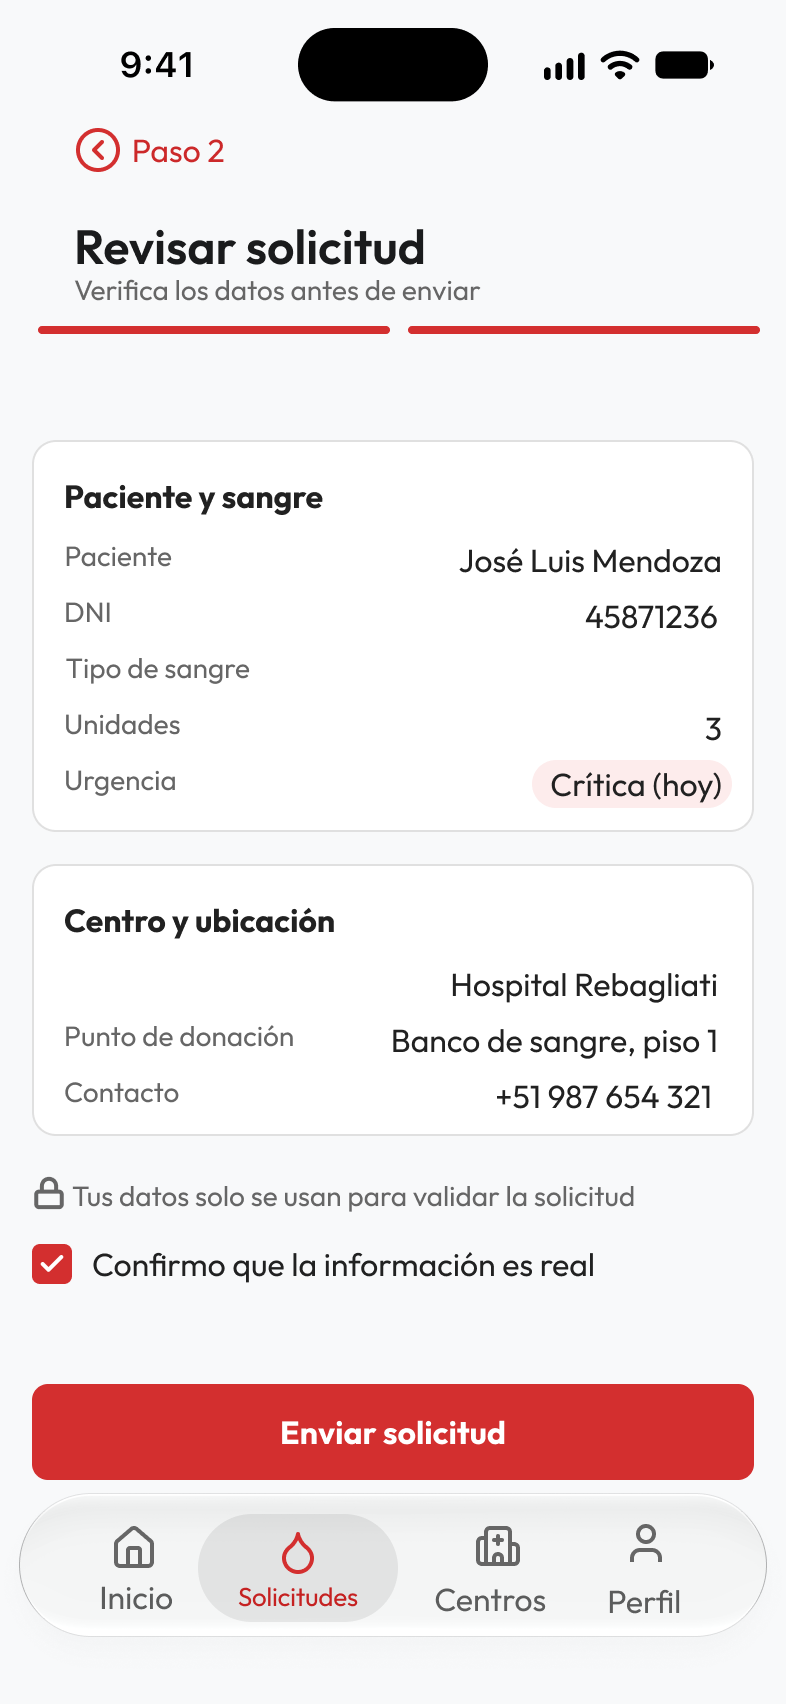 9:41
Paso 2
Revisar solicitud
Verifica los datos antes de enviar
Paciente y sangre
Paciente José Luis Mendoza
DNI 45871236
Tipo de sangre
Unidades 3
Urgencia Crítica (hoy)
Centro y ubicación
Hospital Rebagliati
Punto de donación Banco de sangre, piso 1
Contacto +51 987 654 321
Tus datos solo se usan para validar la solicitud
Confirmo que la información es real
Enviar solicitud
Inicio Solicitudes Centros Perfil